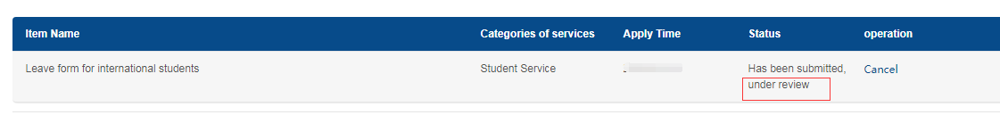 Item Name Categories of services Apply Time Status operation
Leave form for international students Student Service Has been submitted, Cancel
under review